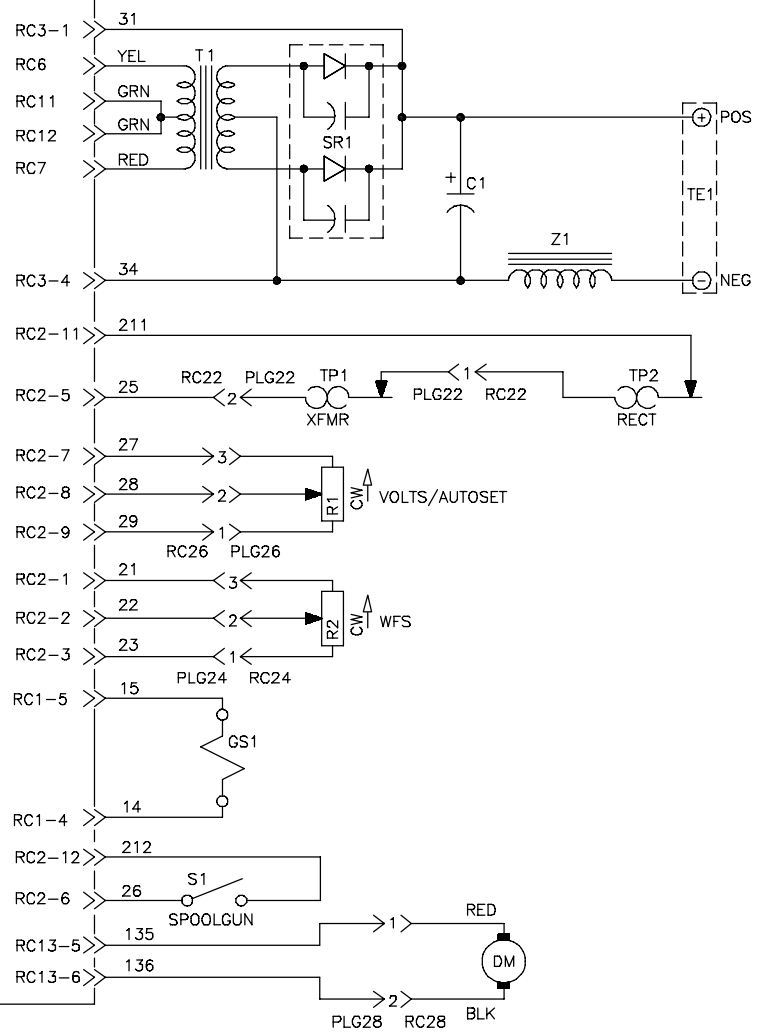 RC3-1 31
RC6 YEL T1
RC11 GRN
RC12 GRN
POS
SR1
RC7 RED
+ C1
TE1
Z1
RC3-4 34
NEG
RC2-11 211
RC22 PLG22 TP1 1 TP2
RC2-5 25 2 PLG22 RC22
XFMR RECT
RC2-7 27 3
RC2-8 28 2 R1 CW VOLTS/AUTOSET
RC2-9 29 1
RC26 PLG26
RC2-1 21 3
RC2-2 22 2 R2 CW WFS
RC2-3 23 1
PLG24 RC24
RC1-5 15
GS1
RC1-4 14
RC2-12 212
S1
RC2-6 26
SPOOLGUN
RED
1
RC13-5 135
DM
RC13-6 136
2
PLG28 RC28 BLK